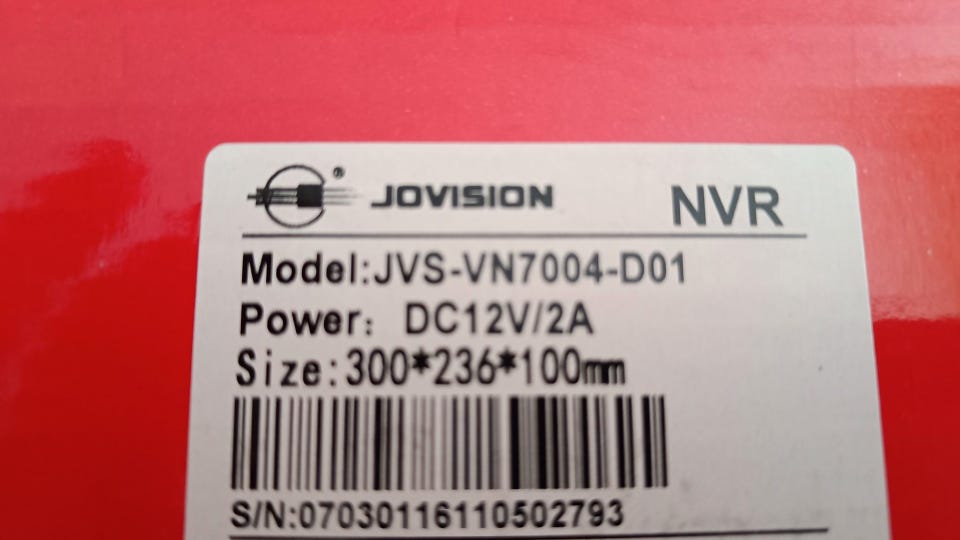 ® JOVISION NVR
Model:JVS-VN7004-D01
Power: DC12V/2A
Size:300*236*100mm
S/N:07030116110502793